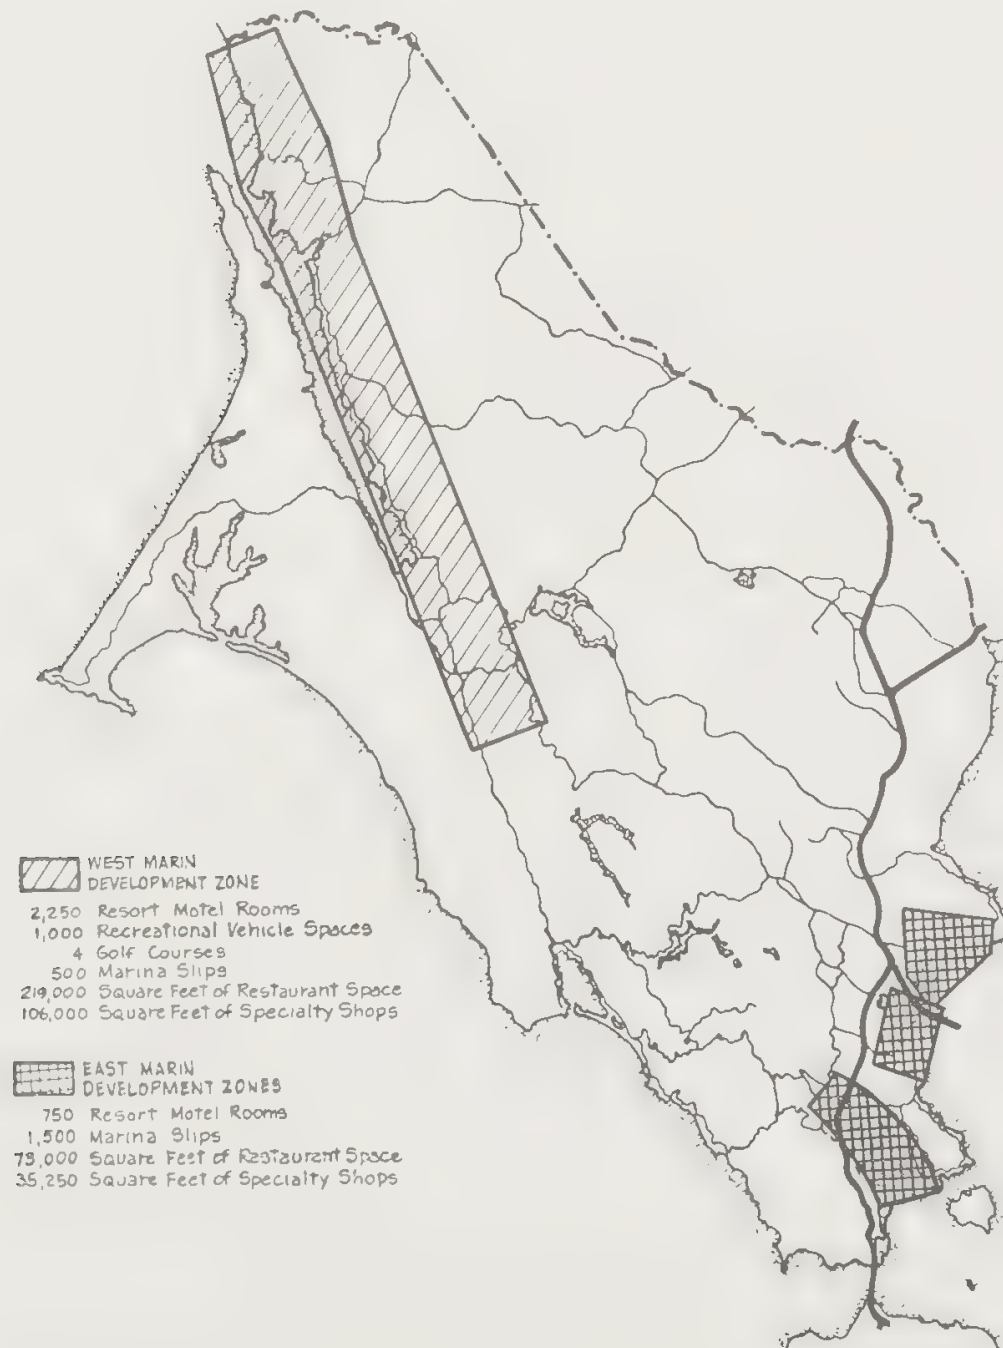 WEST MARIN
DEVELOPMENT ZONE
2,250 Resort Motel Rooms
1,000 Recreational Vehicle Spaces
4 Golf Courses
500 Marina Slips
219,000 Square Feet of Restaurant Space
106,000 Square Feet of Specialty Shops
EAST MARIN
DEVELOPMENT ZONES
750 Resort Motel Rooms
1,500 Marina Slips
Square Feet of Restaurant Space
35,250 Square Feet of Specialty Shops